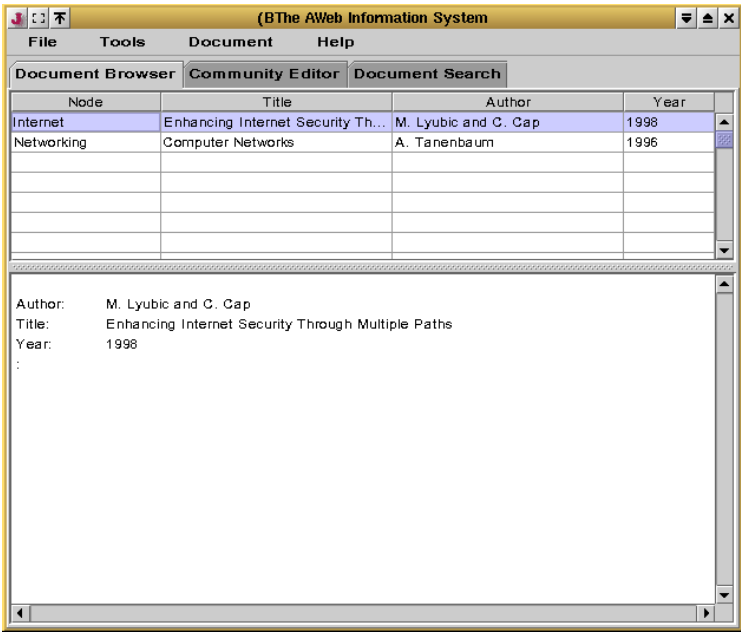 (BThe AWeb Information System
File Tools Document Help
Document Browser Community Editor Document Search
Node Title Author Year
Internet Enhancing Internet Security Th... M. Lyubic and C. Cap 1998
Networking Computer Networks A. Tanenbaum 1996
Author: M. Lyubic and C. Cap
Title: Enhancing Internet Security Through Multiple Paths
Year: 1998
: